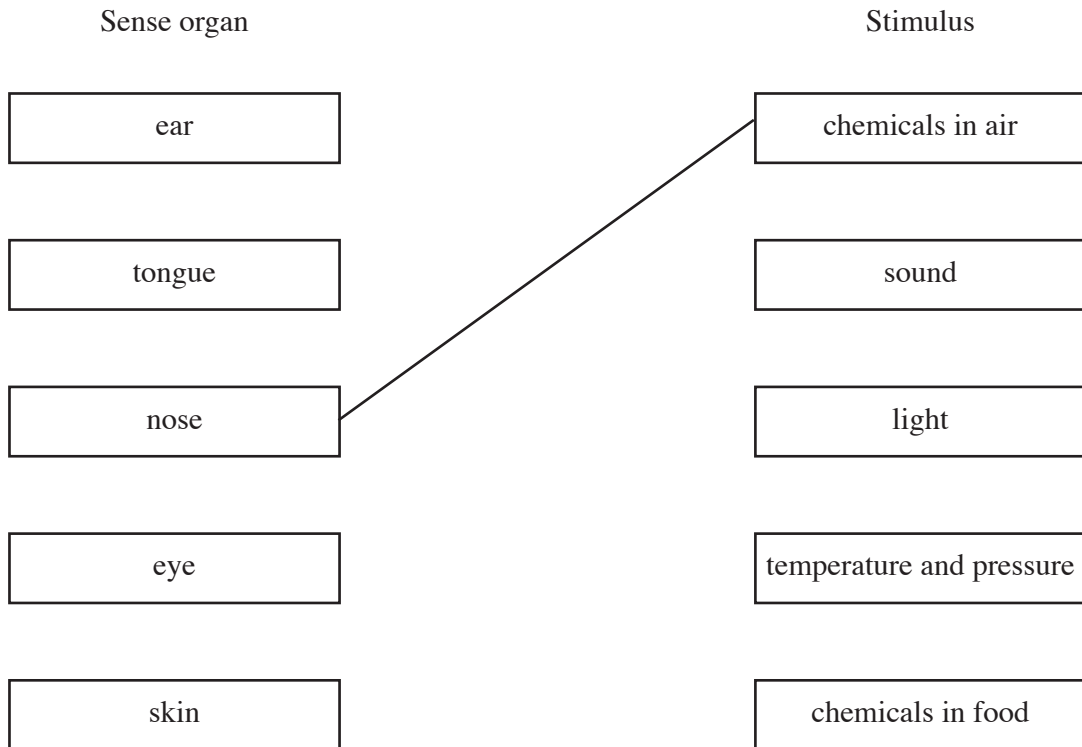 Sense organ
Stimulus
ear
chemicals in air
tongue
sound
nose
light
eye
temperature and pressure
skin
chemicals in food